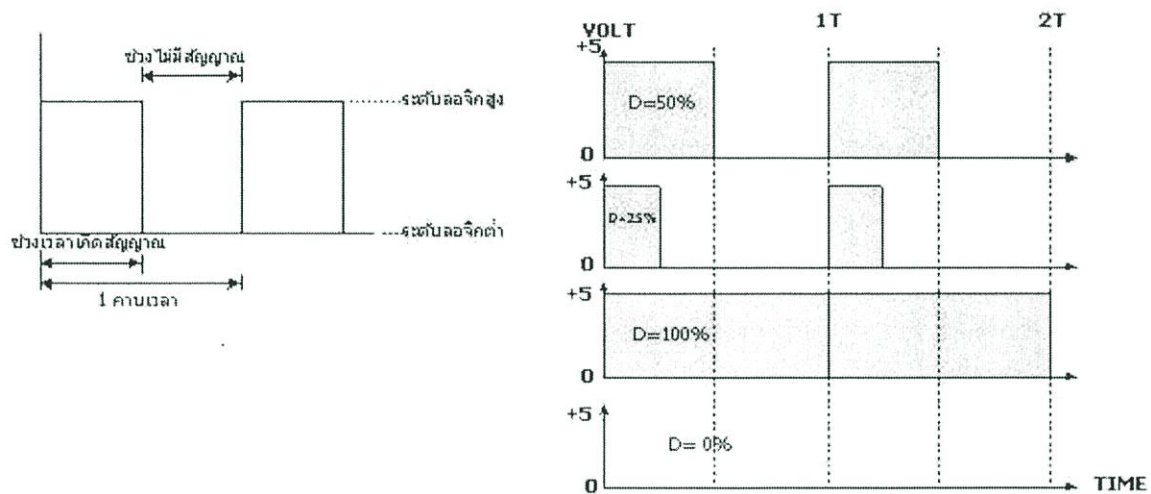 ช่วงไม่มีสัญญาณ
ระดับลอจิกสูง
ระดับลอจิกต่ำ
ช่วงเวลาเกิดสัญญาณ
1 คาบเวลา
VOLT
1T
2T
+5
D=50%
0
+5
D=25%
0
+5
D=100%
0
+5
D= 0%
0
TIME